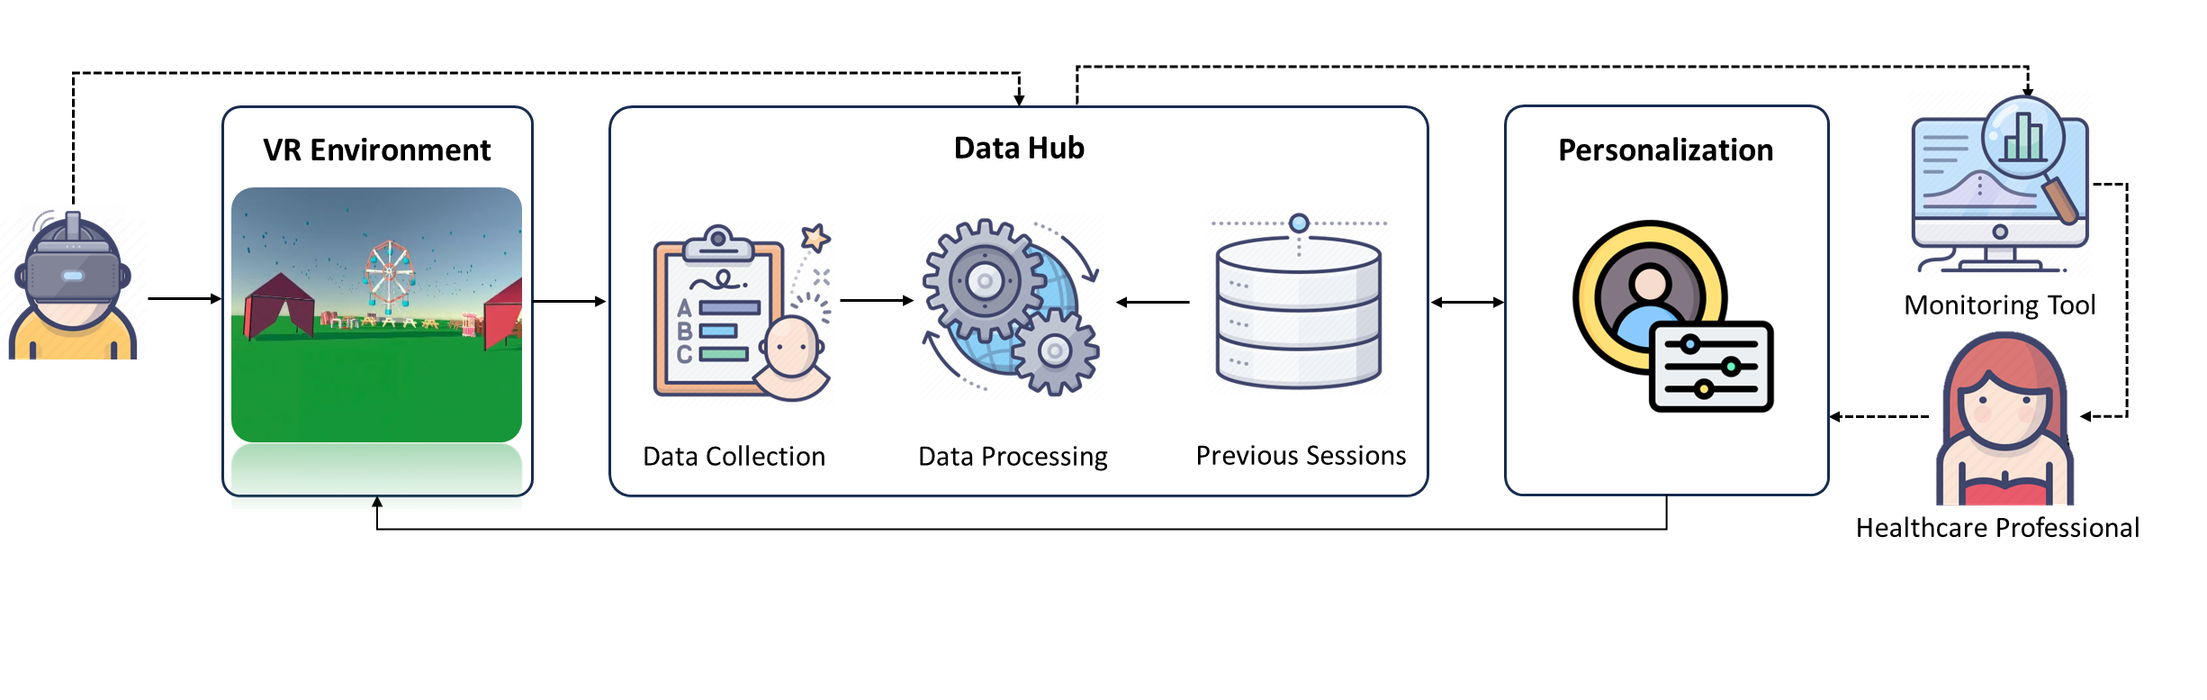 VR Environment
Data Hub
A
B
C
Data Collection
Data Processing
Previous Sessions
Personalization
Monitoring Tool
Healthcare Professional